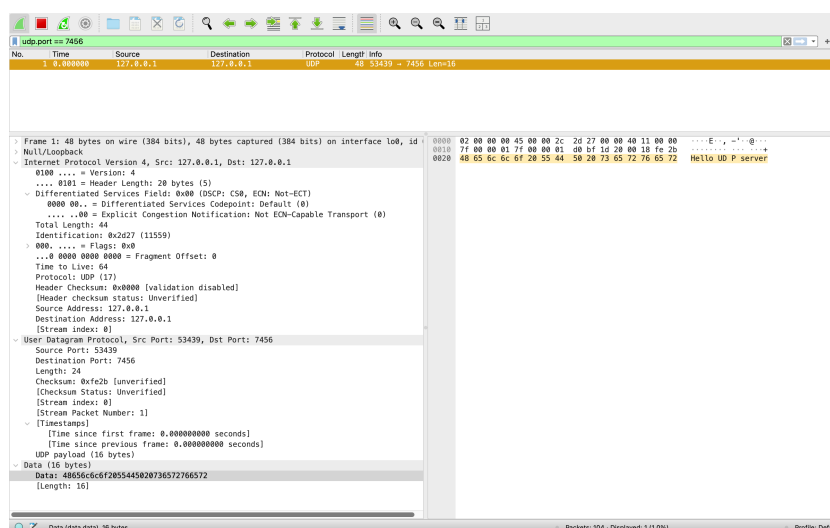 udp.port == 7456
No. Time Source Destination Protocol Length Info
1 0.000000 127.0.0.1 127.0.0.1 UDP 48 53439 → 7456 Len=16
Frame 1: 48 bytes on wire (384 bits), 48 bytes captured (384 bits) on interface lo0, id
Null/Loopback
Internet Protocol Version 4, Src: 127.0.0.1, Dst: 127.0.0.1
0100 .... = Version: 4
.... 0101 = Header Length: 20 bytes (5)
Differentiated Services Field: 0x00 (DSCP: CS0, ECN: Not-ECT)
0000 00.. = Differentiated Services Codepoint: Default (0)
.... ..00 = Explicit Congestion Notification: Not ECN-Capable Transport (0)
Total Length: 44
Identification: 0x2d27 (11559)
000. .... = Flags: 0x0
...0 0000 0000 0000 = Fragment Offset: 0
Time to Live: 64
Protocol: UDP (17)
Header Checksum: 0x0000 [validation disabled]
[Header checksum status: Unverified]
Source Address: 127.0.0.1
Destination Address: 127.0.0.1
[Stream index: 0]
User Datagram Protocol, Src Port: 53439, Dst Port: 7456
Source Port: 53439
Destination Port: 7456
Length: 24
Checksum: 0xfe2b [unverified]
[Checksum Status: Unverified]
[Stream index: 0]
[Stream Packet Number: 1]
[Timestamps]
[Time since first frame: 0.000000000 seconds]
[Time since previous frame: 0.000000000 seconds]
UDP payload (16 bytes)
Data (16 bytes)
Data: 48656c6c6f2055445020736572766572
[Length: 16]
0000 02 00 00 00 45 00 00 2c 2d 27 00 00 40 11 00 00 ····E··, -'··@···
0010 7f 00 00 01 7f 00 00 01 d0 bf 1d 20 00 18 fe 2b ········ ··· ···+
0020 48 65 6c 6c 6f 20 55 44 50 20 73 65 72 76 65 72 Hello UD P server
Data (data.data), 16 bytes
Packets: 104 · Displayed: 1 (1.0%)
Profile: